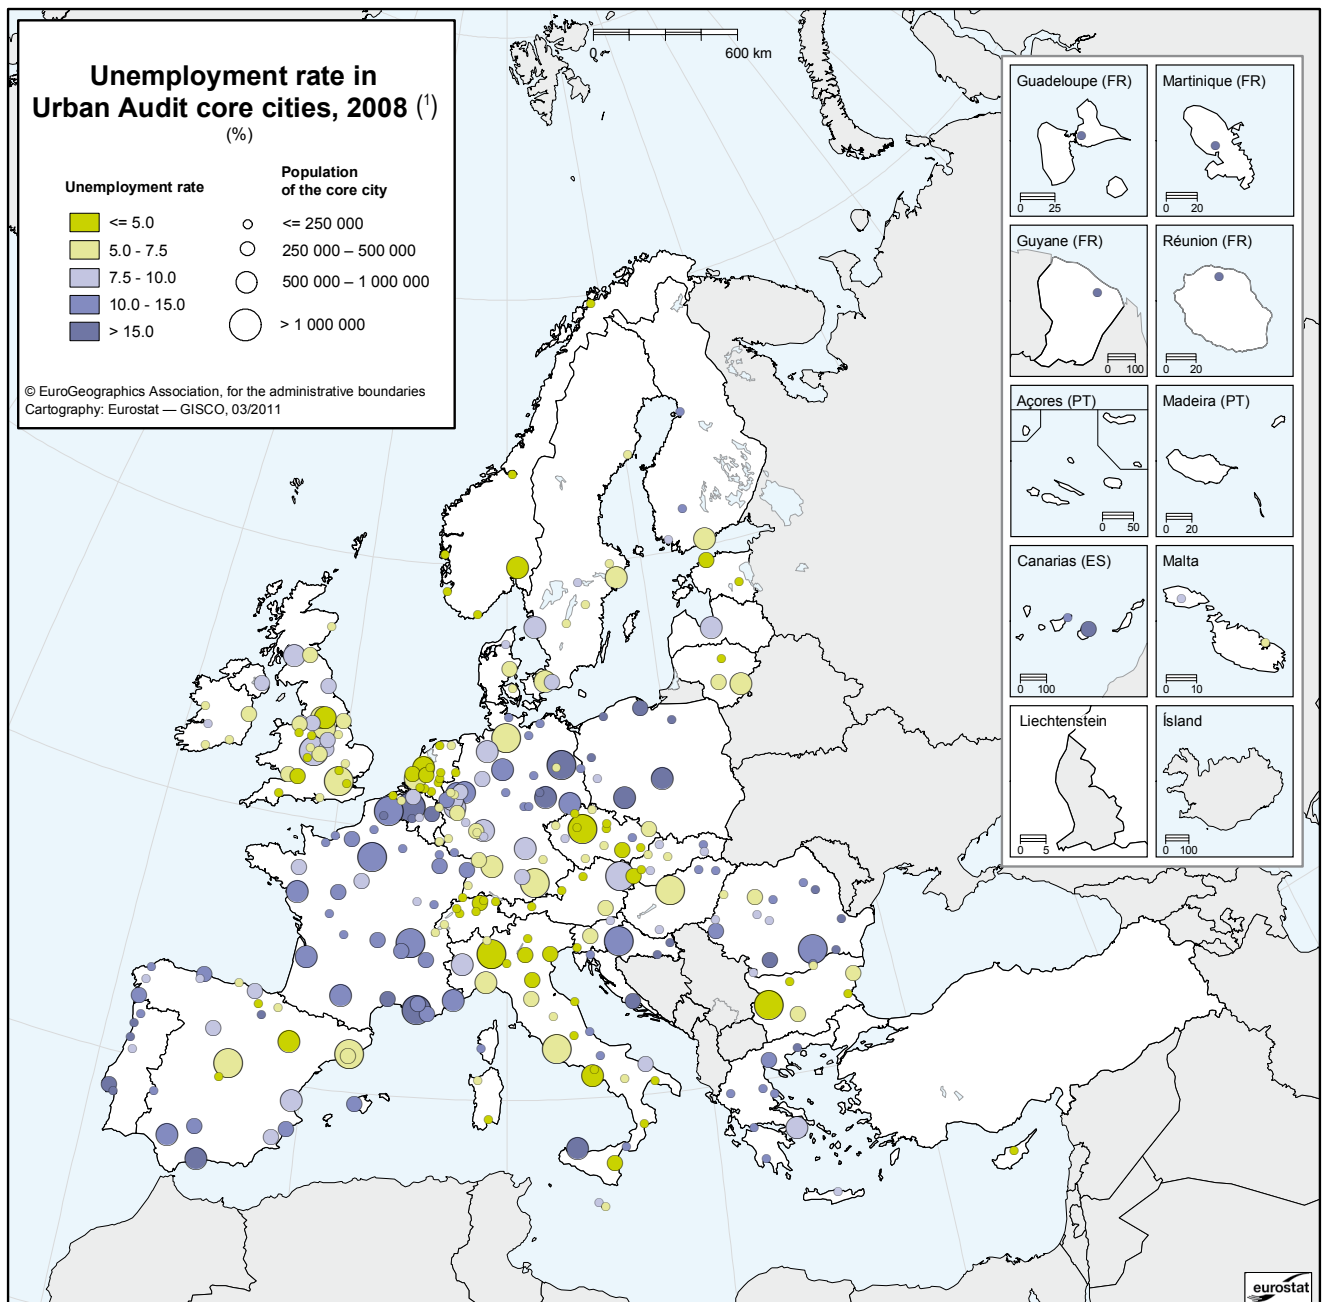 Unemployment rate in
Urban Audit core cities, 2008 (1)
(%)
Unemployment rate
<= 5.0
5.0 - 7.5
7.5 - 10.0
10.0 - 15.0
> 15.0
Population
of the core city
<= 250 000
250 000 – 500 000
500 000 – 1 000 000
> 1 000 000
© EuroGeographics Association, for the administrative boundaries
Cartography: Eurostat — GISCO, 03/2011
0 600 km
Guadeloupe (FR)
0 25
Martinique (FR)
0 20
Guyane (FR)
0 100
Réunion (FR)
0 20
Açores (PT)
0 50
Madeira (PT)
0 20
Canarias (ES)
0 100
Malta
0 10
Liechtenstein
0 5
Ísland
0 100
eurostat